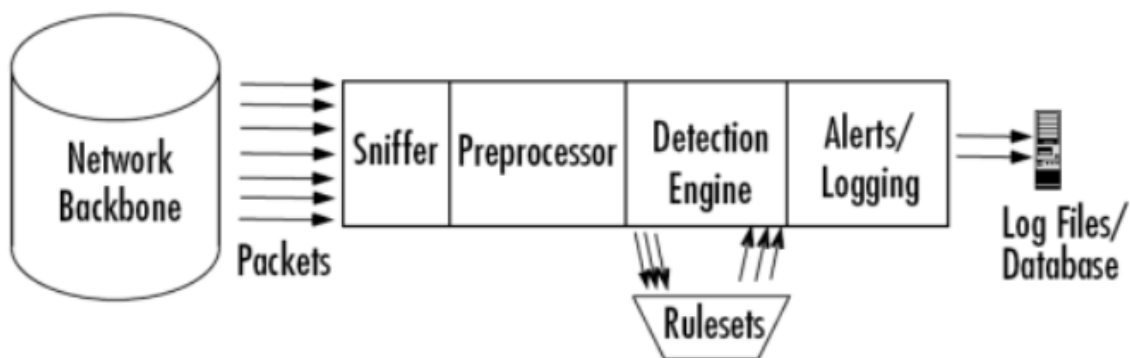 Network
Backbone
Packets
Sniffer
Preprocessor
Detection
Engine
Alerts/
Logging
Rulesets
Log Files/
Database